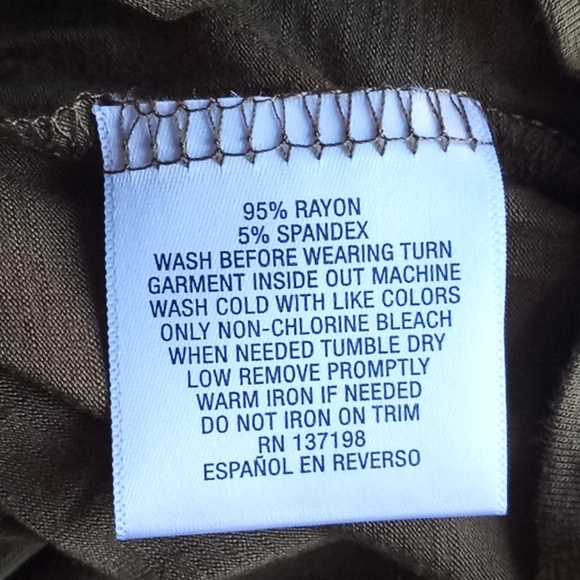 95% RAYON
5% SPANDEX
WASH BEFORE WEARING TURN
GARMENT INSIDE OUT MACHINE
WASH COLD WITH LIKE COLORS
ONLY NON-CHLORINE BLEACH
WHEN NEEDED TUMBLE DRY
LOW REMOVE PROMPTLY
WARM IRON IF NEEDED
DO NOT IRON ON TRIM
RN 137198
ESPAÑOL EN REVERSO